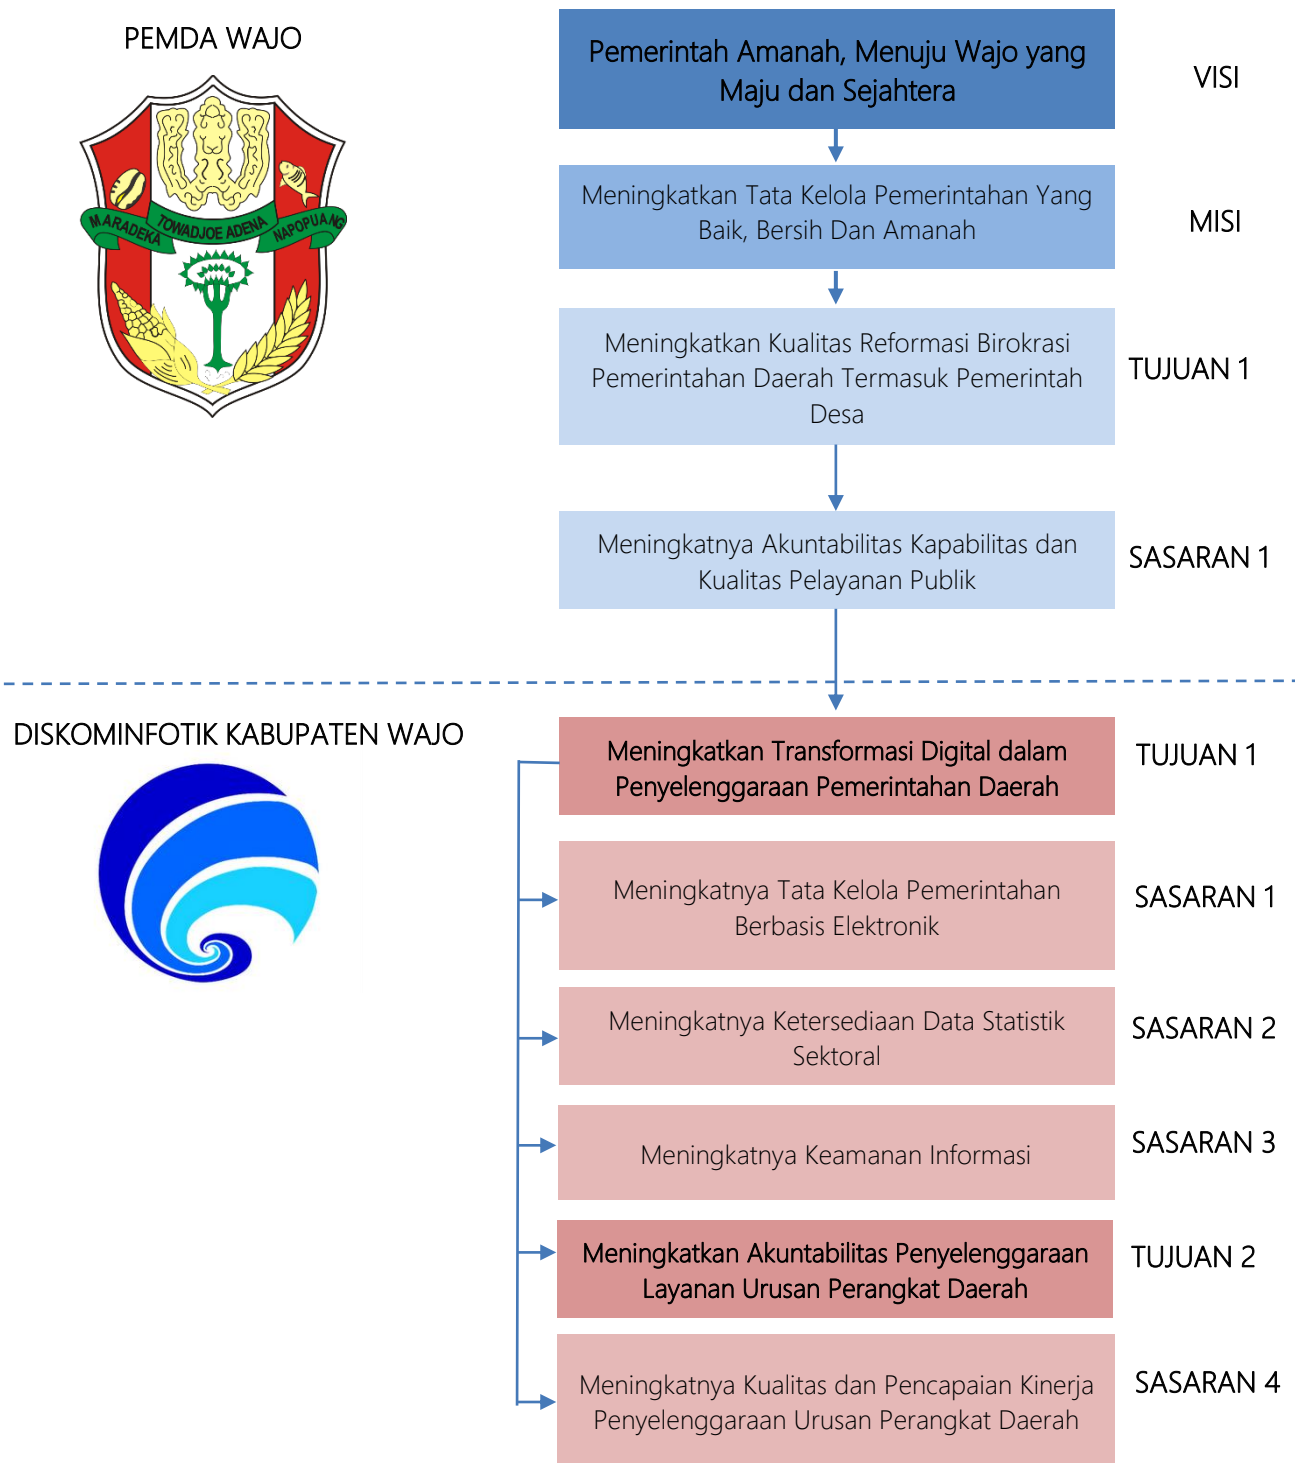 PEMDA WAJO
MARADEKA TOWADJOE ADENA NAPOPUANG
Pemerintah Amanah, Menuju Wajo yang
Maju dan Sejahtera
VISI
Meningkatkan Tata Kelola Pemerintahan Yang
Baik, Bersih Dan Amanah
MISI
Meningkatkan Kualitas Reformasi Birokrasi
Pemerintahan Daerah Termasuk Pemerintah
Desa
TUJUAN 1
Meningkatnya Akuntabilitas Kapabilitas dan
Kualitas Pelayanan Publik
SASARAN 1
DISKOMINFOTIK KABUPATEN WAJO
Meningkatkan Transformasi Digital dalam
Penyelenggaraan Pemerintahan Daerah
TUJUAN 1
Meningkatnya Tata Kelola Pemerintahan
Berbasis Elektronik
SASARAN 1
Meningkatnya Ketersediaan Data Statistik
Sektoral
SASARAN 2
Meningkatnya Keamanan Informasi
SASARAN 3
Meningkatkan Akuntabilitas Penyelenggaraan
Layanan Urusan Perangkat Daerah
TUJUAN 2
Meningkatnya Kualitas dan Pencapaian Kinerja
Penyelenggaraan Urusan Perangkat Daerah
SASARAN 4